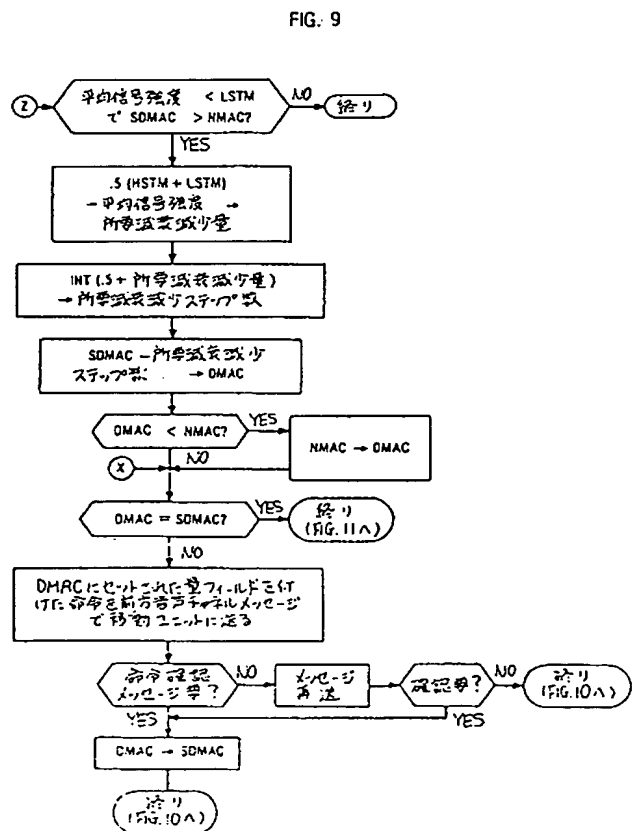 FIG. 9
Z
平均信号強度 < LSTM
で SDMAC > NMAC?
NO
終り
YES
.5 (HSTM + LSTM)
－平均信号強度 →
所要減衰減少量
INT (.5 + 所要減衰減少量)
→ 所要減衰減少ステップ数
SDMAC － 所要減衰減少
ステップ数 → DMAC
DMAC < NMAC?
YES
NMAC → DMAC
NO
X
DMAC = SDMAC?
YES
終り
(FIG. 11へ)
NO
DMACにセットされた型フィールドを付
けた命令を前方音声チャネルメッセージ
で移動ユニットに送る
命令確認
メッセージ受?
NO
メッセージ
再送
確認受?
NO
終り
(FIG.10へ)
YES
YES
DMAC → SDMAC
終り
(FIG.10へ)